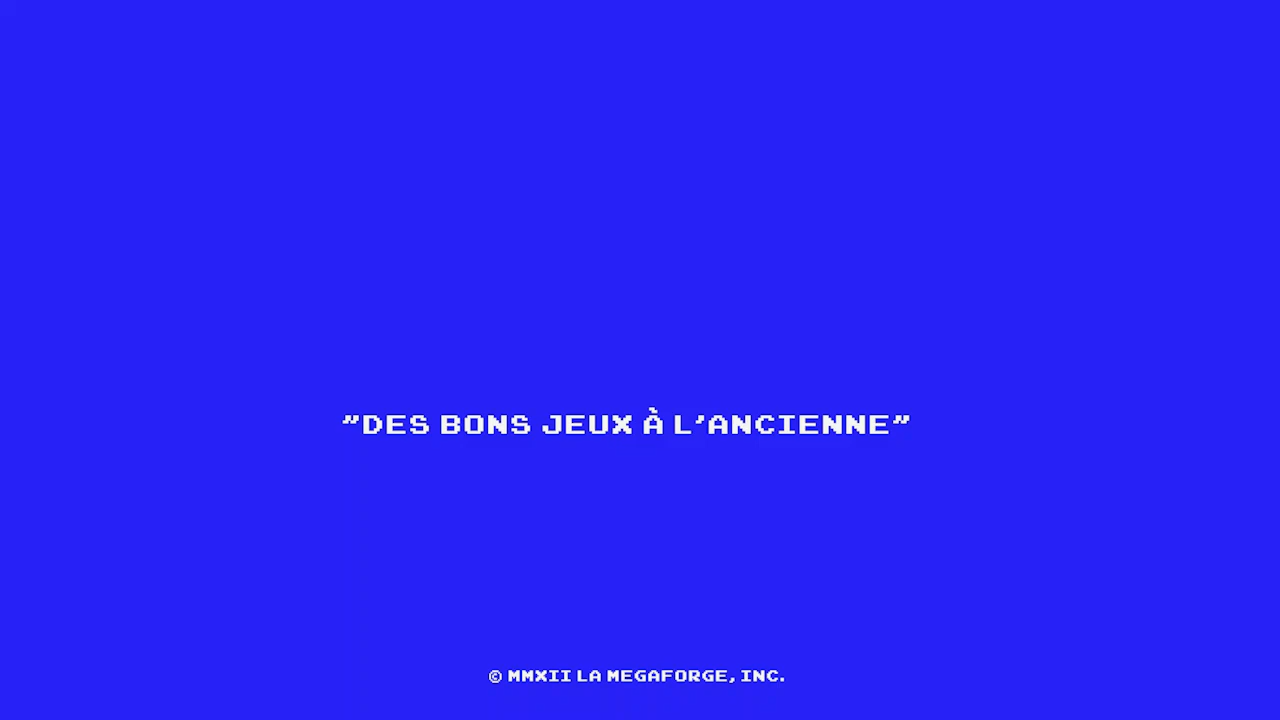 "DES BONS JEUX À L'ANCIENNE"
© MMXII LA MEGAFORGE, INC.